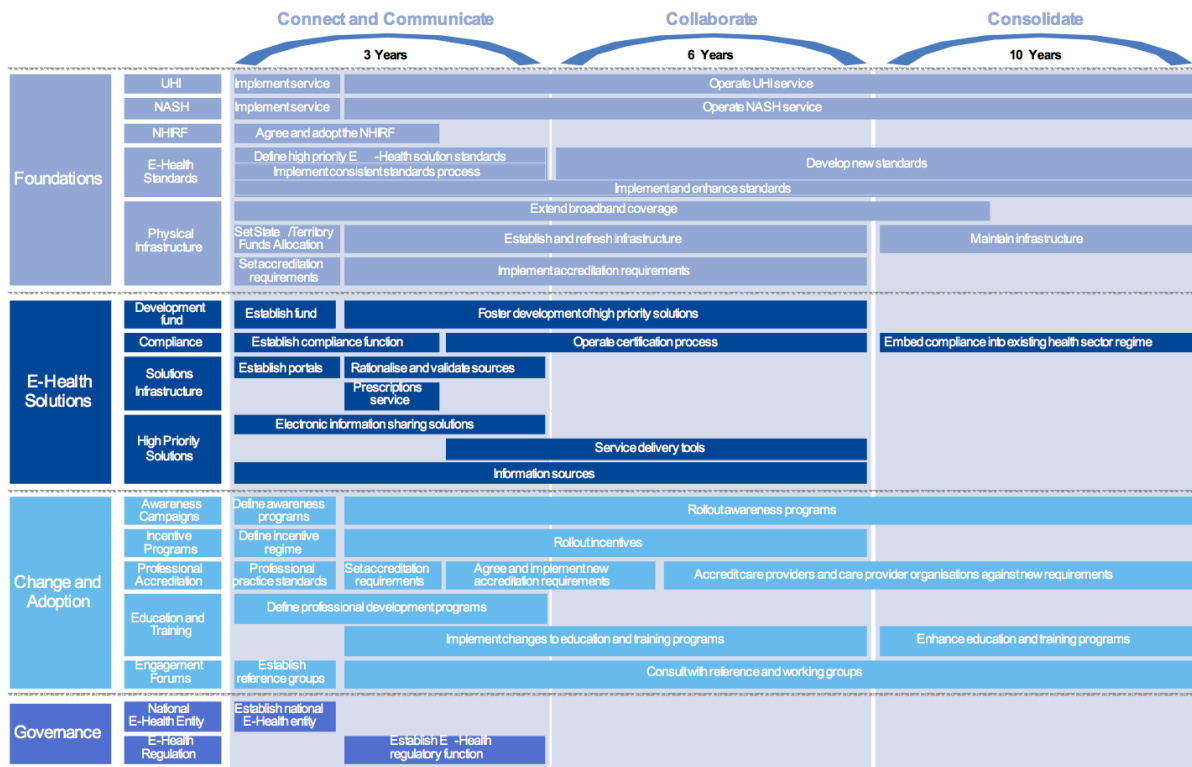 Connect and Communicate
Collaborate
Consolidate
3 Years
6 Years
10 Years
Foundations
UHI
Implement service
Operate UHI service
NASH
Implement service
Operate NASH service
NHIRF
Agree and adopt the NHIRF
E-Health
Standards
Define high priority E -Health solution standards
Implement consistent standards process
Develop new standards
Implement and enhance standards
Physical
Infrastructure
Extend broadband coverage
Set State /Territory
Funds Allocation
Establish and refresh infrastructure
Maintain infrastructure
Set accreditation
requirements
Implement accreditation requirements
E-Health
Solutions
Development
fund
Establish fund
Foster development of high priority solutions
Compliance
Establish compliance function
Operate certification process
Embed compliance into existing health sector regime
Solutions
Infrastructure
Establish portals
Rationalise and validate sources
Prescriptions
service
High Priority
Solutions
Electronic information sharing solutions
Service delivery tools
Information sources
Change and
Adoption
Awareness
Campaigns
Define awareness
programs
Rollout awareness programs
Incentive
Programs
Define incentive
regime
Rollout incentives
Professional
Accreditation
Professional
practice standards
Set accreditation
requirements
Agree and implement new
accreditation requirements
Accredit care providers and care provider organisations against new requirements
Education and
Training
Define professional development programs
Implement changes to education and training programs
Enhance education and training programs
Engagement
Forums
Establish
reference groups
Consult with reference and working groups
Governance
National
E-Health Entity
Establish national
E-Health entity
E-Health
Regulation
Establish E -Health
regulatory function